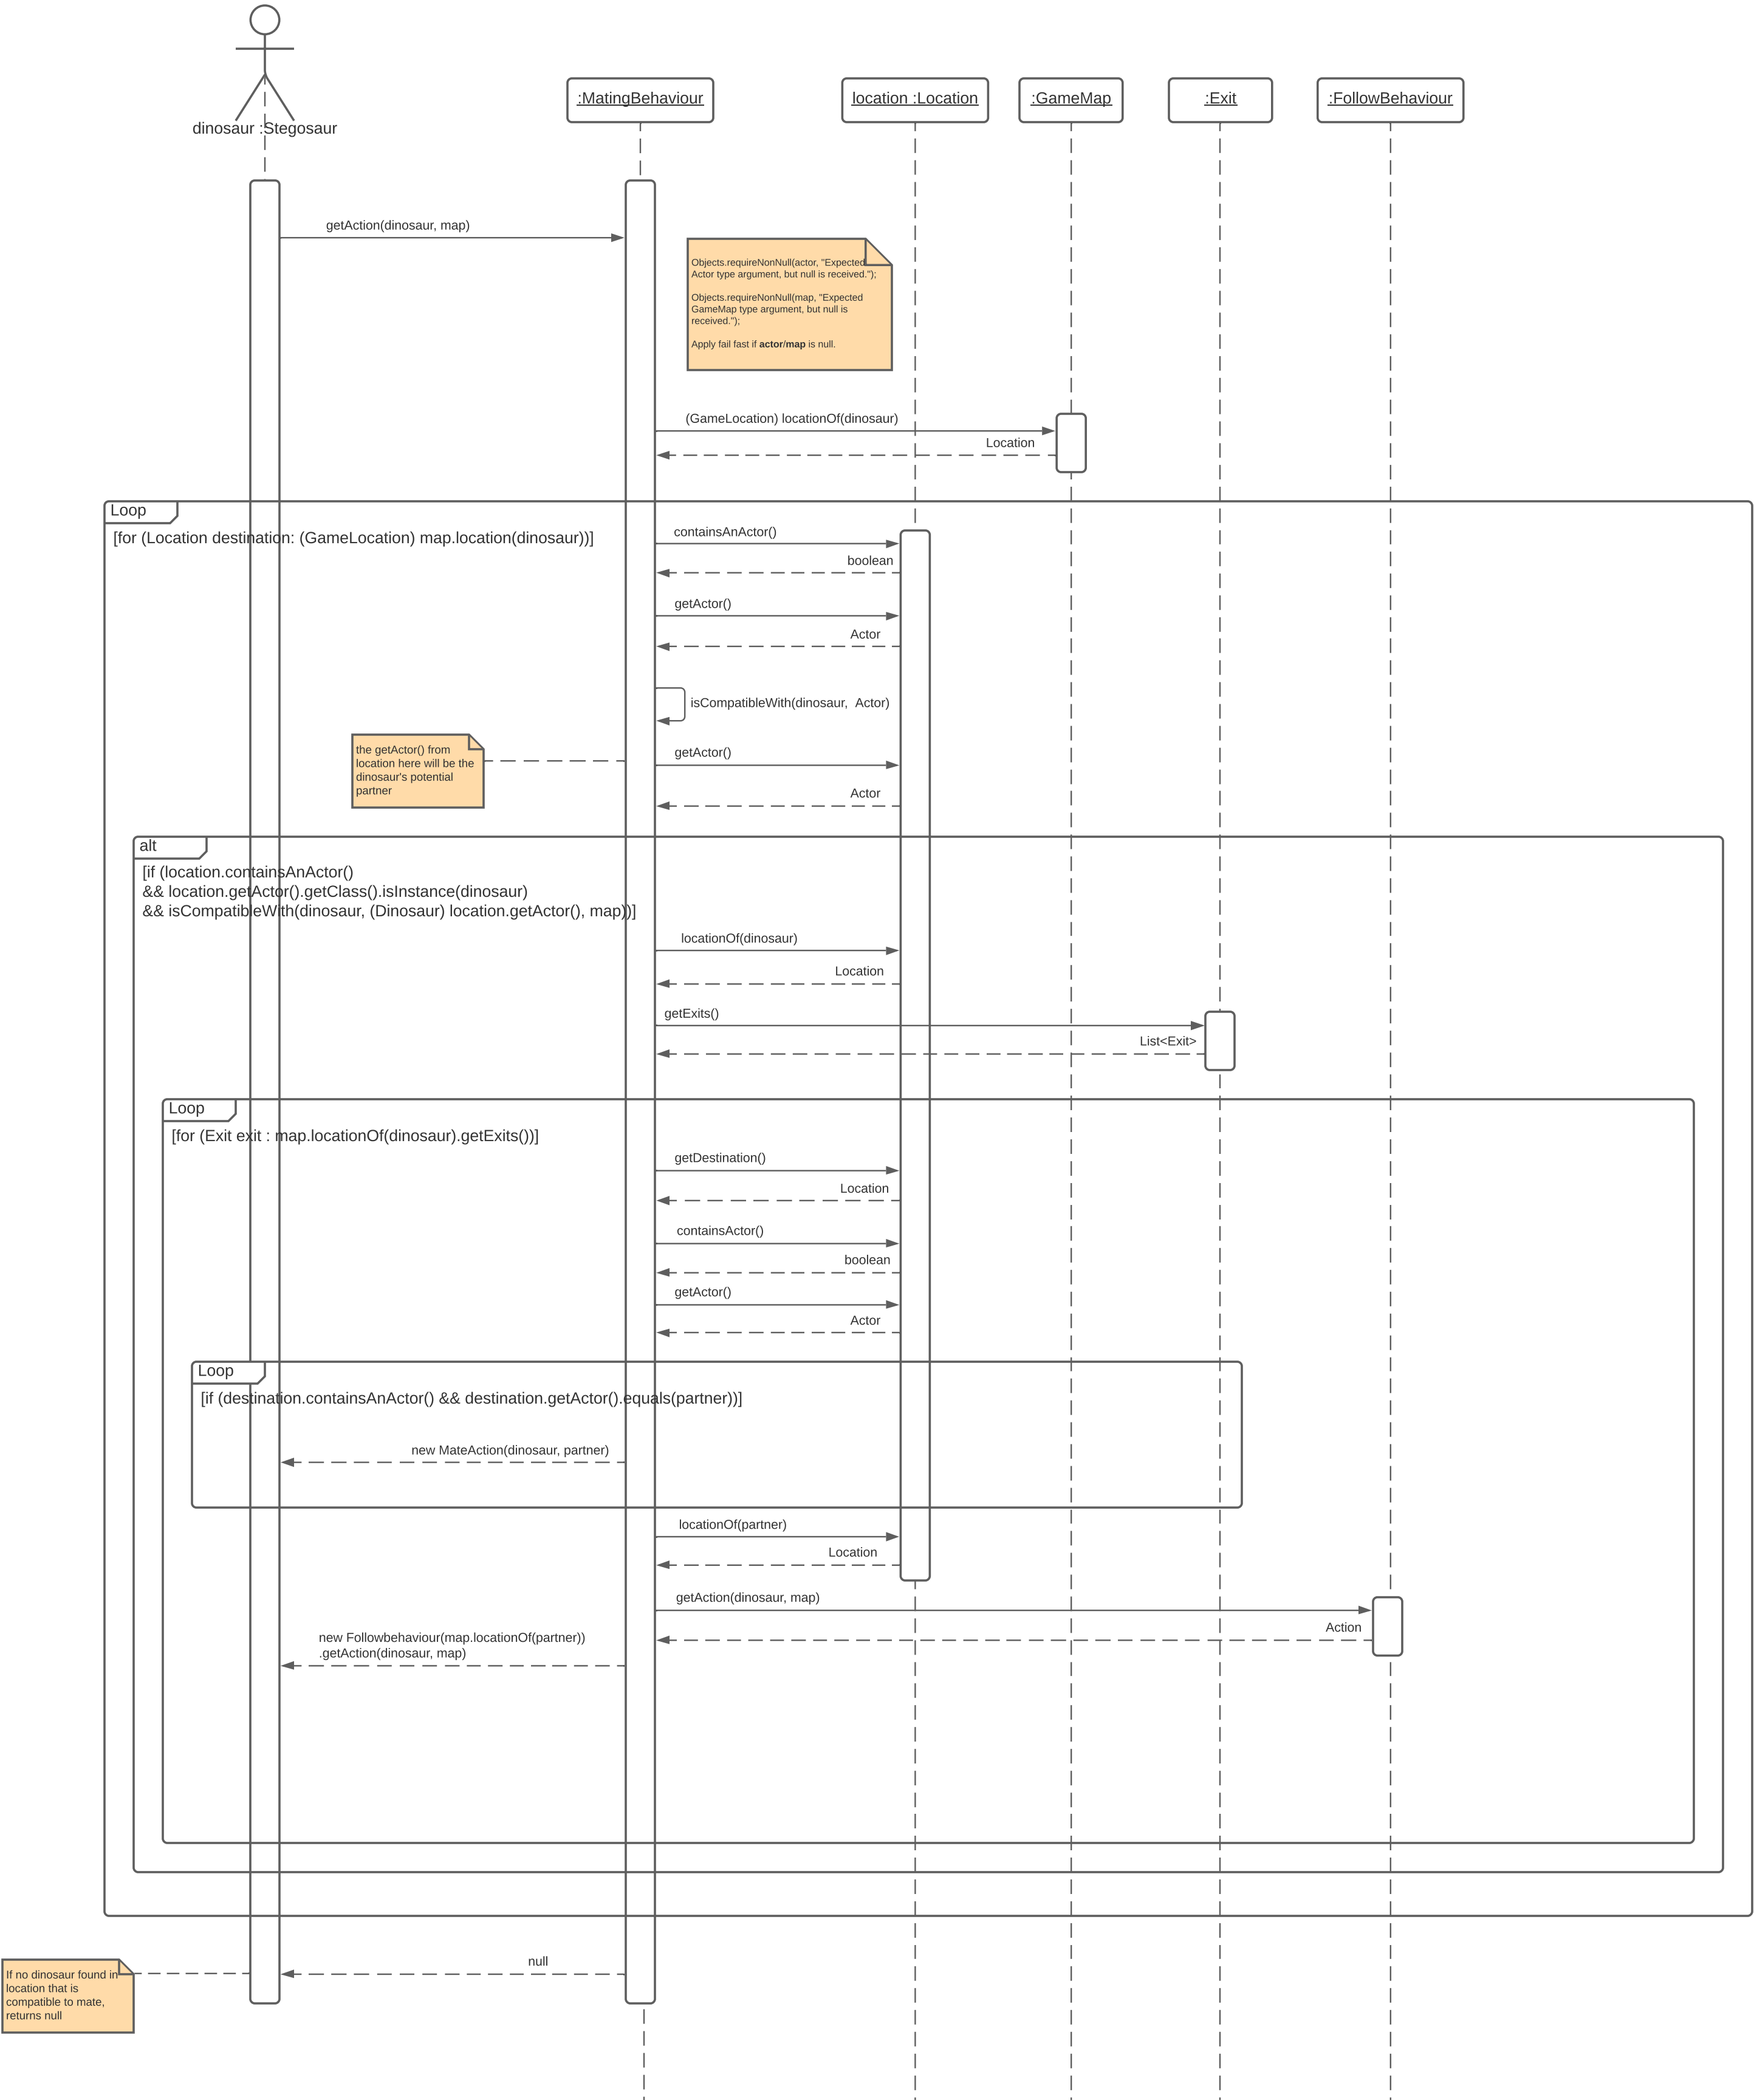 dinosaur :Stegosaur
:MatingBehaviour
location :Location
:GameMap
:Exit
:FollowBehaviour
getAction(dinosaur, map)
Objects.requireNonNull(actor, "Expected
Actor type argument, but null is received.");
Objects.requireNonNull(map, "Expected
GameMap type argument, but null is
received.");
Apply fail fast if actor/map is null.
(GameLocation) locationOf(dinosaur)
Location
Loop
[for (Location destination: (GameLocation) map.location(dinosaur))]
containsAnActor()
boolean
getActor()
Actor
isCompatibleWith(dinosaur,  Actor)
the getActor() from
location here will be the
dinosaur's potential
partner
getActor()
Actor
alt
[if (location.containsAnActor()
&& location.getActor().getClass().isInstance(dinosaur)
&& isCompatibleWith(dinosaur, (Dinosaur) location.getActor(), map))]
locationOf(dinosaur)
Location
getExits()
List<Exit>
Loop
[for (Exit exit : map.locationOf(dinosaur).getExits())]
getDestination()
Location
containsActor()
boolean
getActor()
Actor
Loop
[if (destination.containsAnActor() && destination.getActor().equals(partner))]
new MateAction(dinosaur, partner)
locationOf(partner)
Location
getAction(dinosaur, map)
Action
new Followbehaviour(map.locationOf(partner))
.getAction(dinosaur, map)
null
If no dinosaur found in
location that is
compatible to mate,
returns null